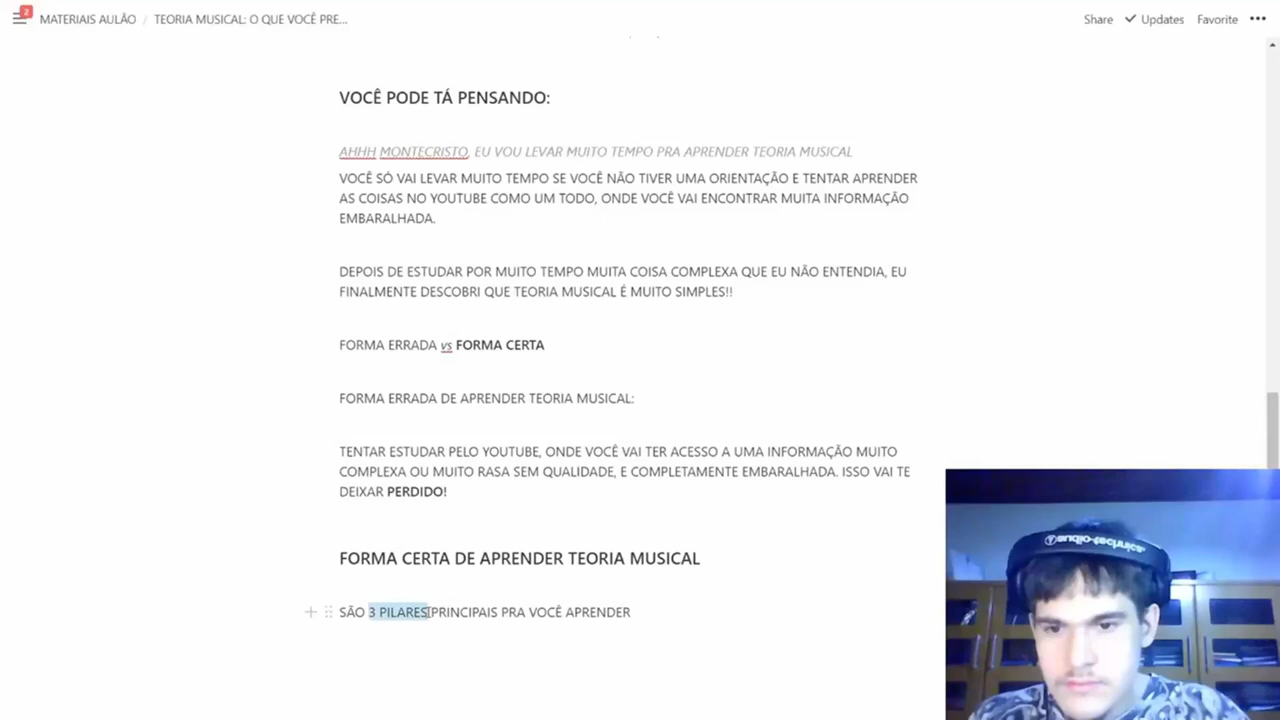 2
MATERIAIS AULÃO / TEORIA MUSICAL: O QUE VOCÊ PRE...
Share ✓ Updates Favorite •••
VOCÊ PODE TÁ PENSANDO:
AHHH MONTECRISTO, EU VOU LEVAR MUITO TEMPO PRA APRENDER TEORIA MUSICAL
VOCÊ SÓ VAI LEVAR MUITO TEMPO SE VOCÊ NÃO TIVER UMA ORIENTAÇÃO E TENTAR APRENDER
AS COISAS NO YOUTUBE COMO UM TODO, ONDE VOCÊ VAI ENCONTRAR MUITA INFORMAÇÃO
EMBARALHADA.
DEPOIS DE ESTUDAR POR MUITO TEMPO MUITA COISA COMPLEXA QUE EU NÃO ENTENDIA, EU
FINALMENTE DESCOBRI QUE TEORIA MUSICAL É MUITO SIMPLES!!
FORMA ERRADA vs FORMA CERTA
FORMA ERRADA DE APRENDER TEORIA MUSICAL:
TENTAR ESTUDAR PELO YOUTUBE, ONDE VOCÊ VAI TER ACESSO A UMA INFORMAÇÃO MUITO
COMPLEXA OU MUITO RASA SEM QUALIDADE, E COMPLETAMENTE EMBARALHADA. ISSO VAI TE
DEIXAR PERDIDO!
FORMA CERTA DE APRENDER TEORIA MUSICAL
SÃO 3 PILARES PRINCIPAIS PRA VOCÊ APRENDER
audio-technica